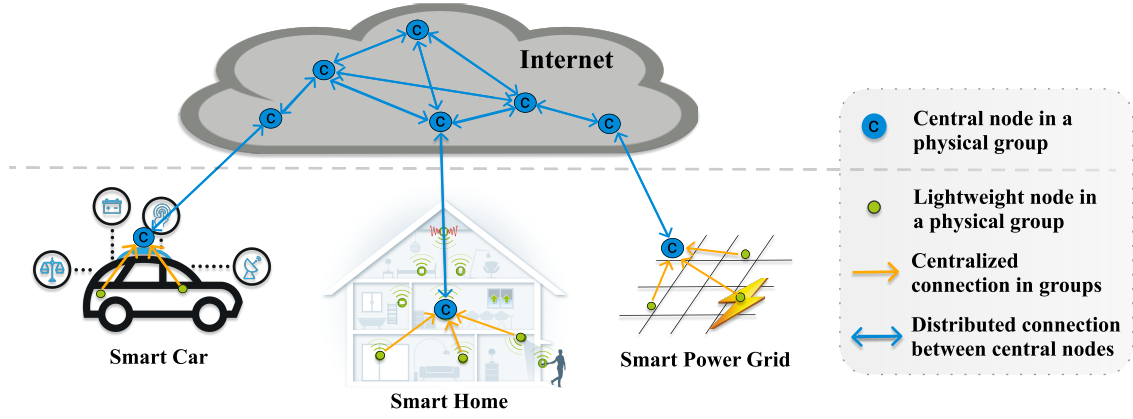 Internet
C
C
C
C
C
C
C
C
C
Smart Car
Smart Home
Smart Power Grid
C
Central node in a
physical group
Lightweight node in
a physical group
Centralized
connection in groups
Distributed connection
between central nodes